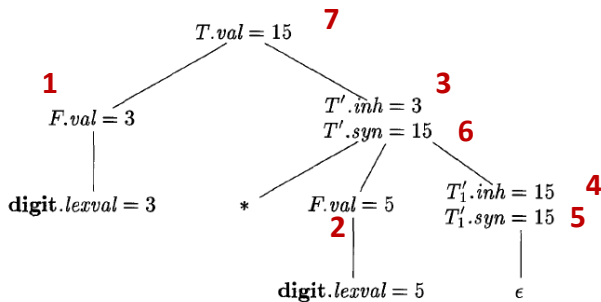 T.val = 15 7
1 F.val = 3
T'.inh = 3 3
T'.syn = 15 6
digit.lexval = 3
*
F.val = 5
2
T'₁.inh = 15 4
T'₁.syn = 15 5
digit.lexval = 5
ϵ